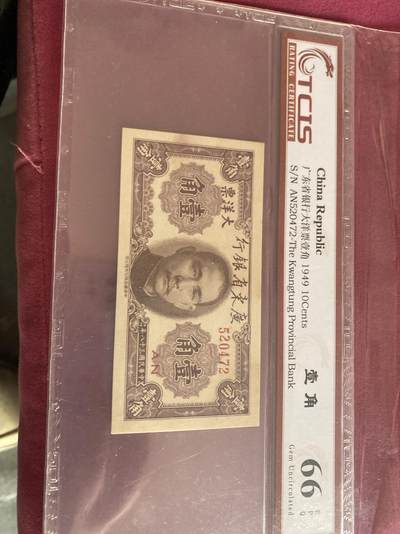 TCIS
RATING CERTIFICATE
China Republic
广东省银行大洋票壹角 1949 10Cents
S/N AN520472-The Kwangtung Provincial Bank
壹角
66
EPQ
Gem Uncirculated
廣東省銀行
大洋票
壹角
壹角
520472
AN